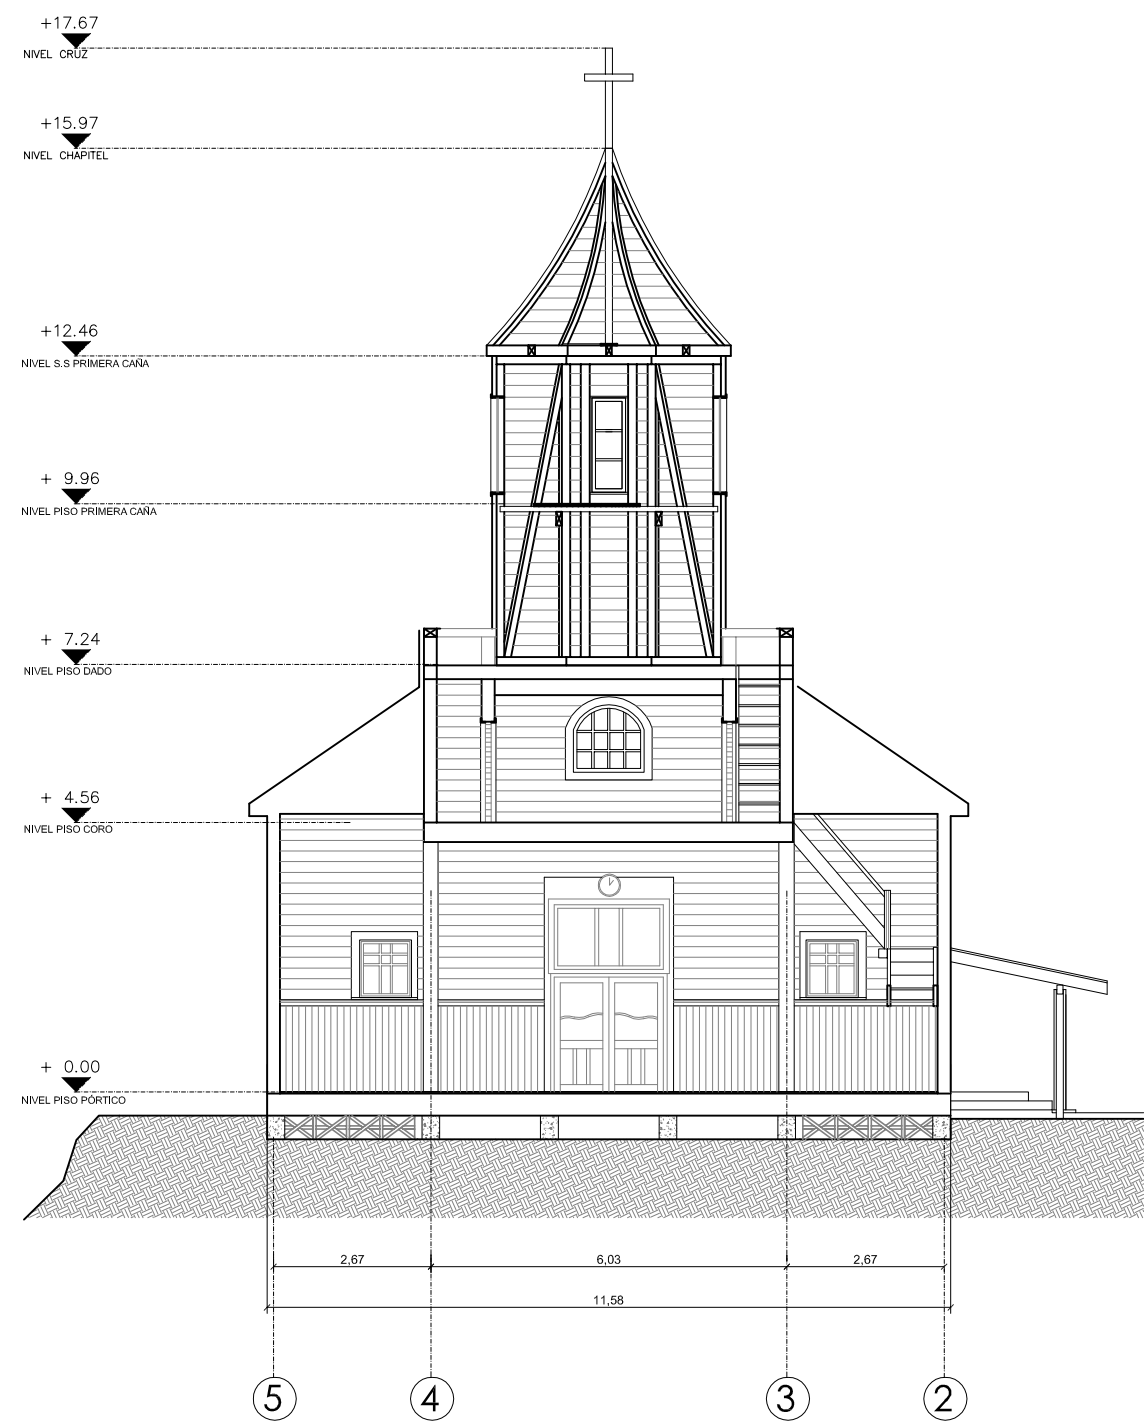 +17.67
NIVEL CRUZ
+15.97
NIVEL CHAPITEL
+12.46
NIVEL S.S PRIMERA CAÑA
+ 9.96
NIVEL PISO PRIMERA CAÑA
+ 7.24
NIVEL PISO DADO
+ 4.56
NIVEL PISO CORO
+ 0.00
NIVEL PISO PÓRTICO
2,67 6,03 2,67
11,58
5 4 3 2